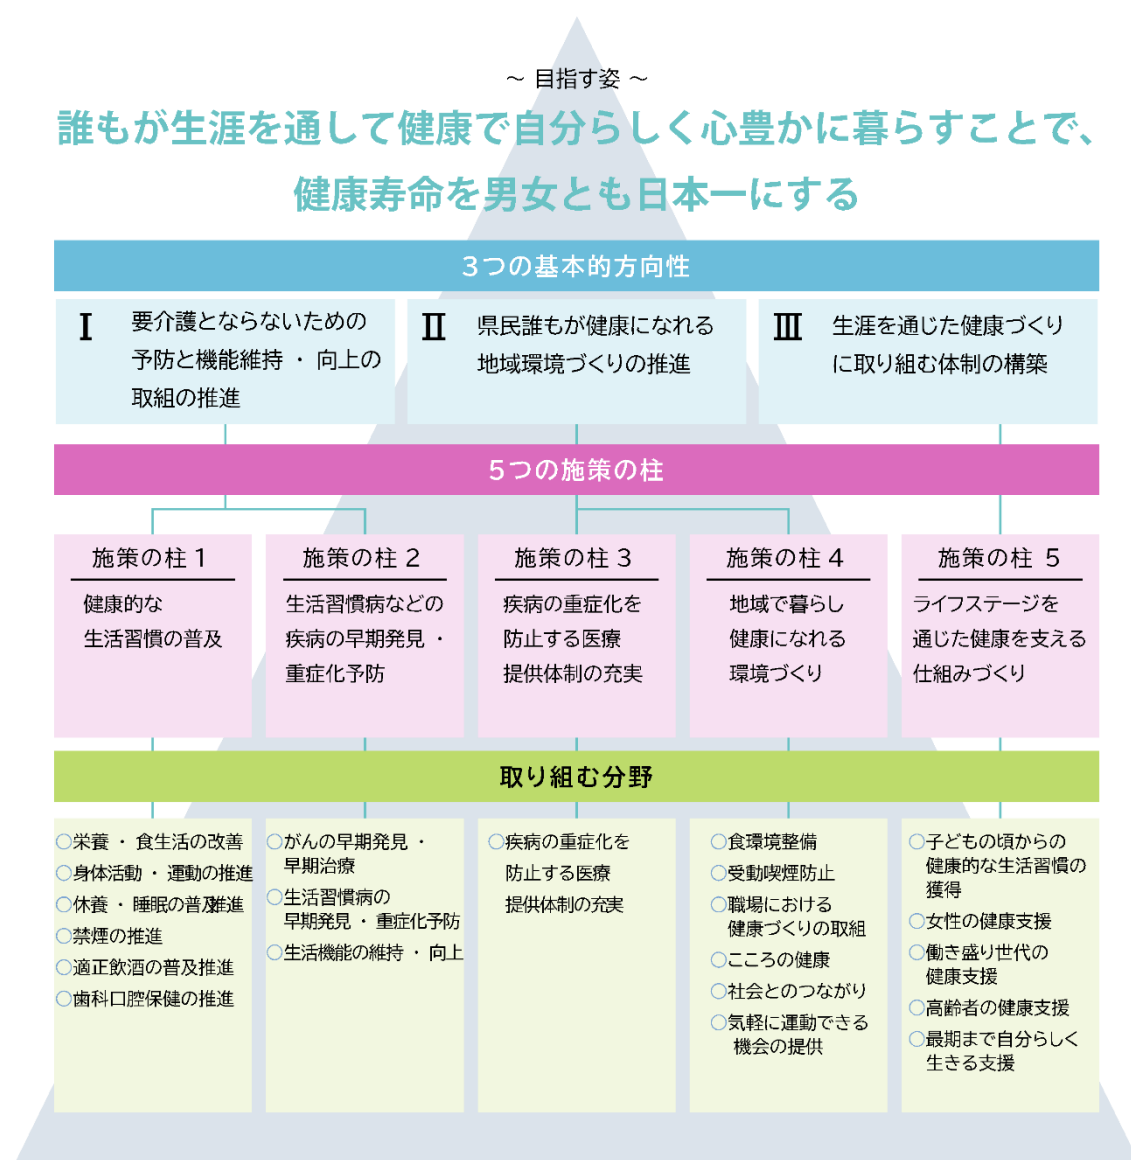 ～ 目指す姿 ～
誰もが生涯を通して健康で自分らしく心豊かに暮らすことで、
健康寿命を男女とも日本一にする
３つの基本的方向性
Ⅰ
要介護とならないための
予防と機能維持 ・ 向上の
取組の推進
Ⅱ
県民誰もが健康になれる
地域環境づくりの推進
Ⅲ
生涯を通じた健康づくり
に取り組む体制の構築
５つの施策の柱
施策の柱 1
健康的な
生活習慣の普及
施策の柱 2
生活習慣病などの
疾病の早期発見 ・
重症化予防
施策の柱 3
疾病の重症化を
防止する医療
提供体制の充実
施策の柱 4
地域で暮らし
健康になれる
環境づくり
施策の柱 5
ライフステージを
通じた健康を支える
仕組みづくり
取り組む分野
○栄養 ・ 食生活の改善
○身体活動 ・ 運動の推進
○休養 ・ 睡眠の普及推進
○禁煙の推進
○適正飲酒の普及推進
○歯科口腔保健の推進
○がんの早期発見 ・
早期治療
○生活習慣病の
早期発見 ・ 重症化予防
○生活機能の維持 ・ 向上
○疾病の重症化を
防止する医療
提供体制の充実
○食環境整備
○受動喫煙防止
○職場における
健康づくりの取組
○こころの健康
○社会とのつながり
○気軽に運動できる
機会の提供
○子どもの頃からの
健康的な生活習慣の
獲得
○女性の健康支援
○働き盛り世代の
健康支援
○高齢者の健康支援
○最期まで自分らしく
生きる支援